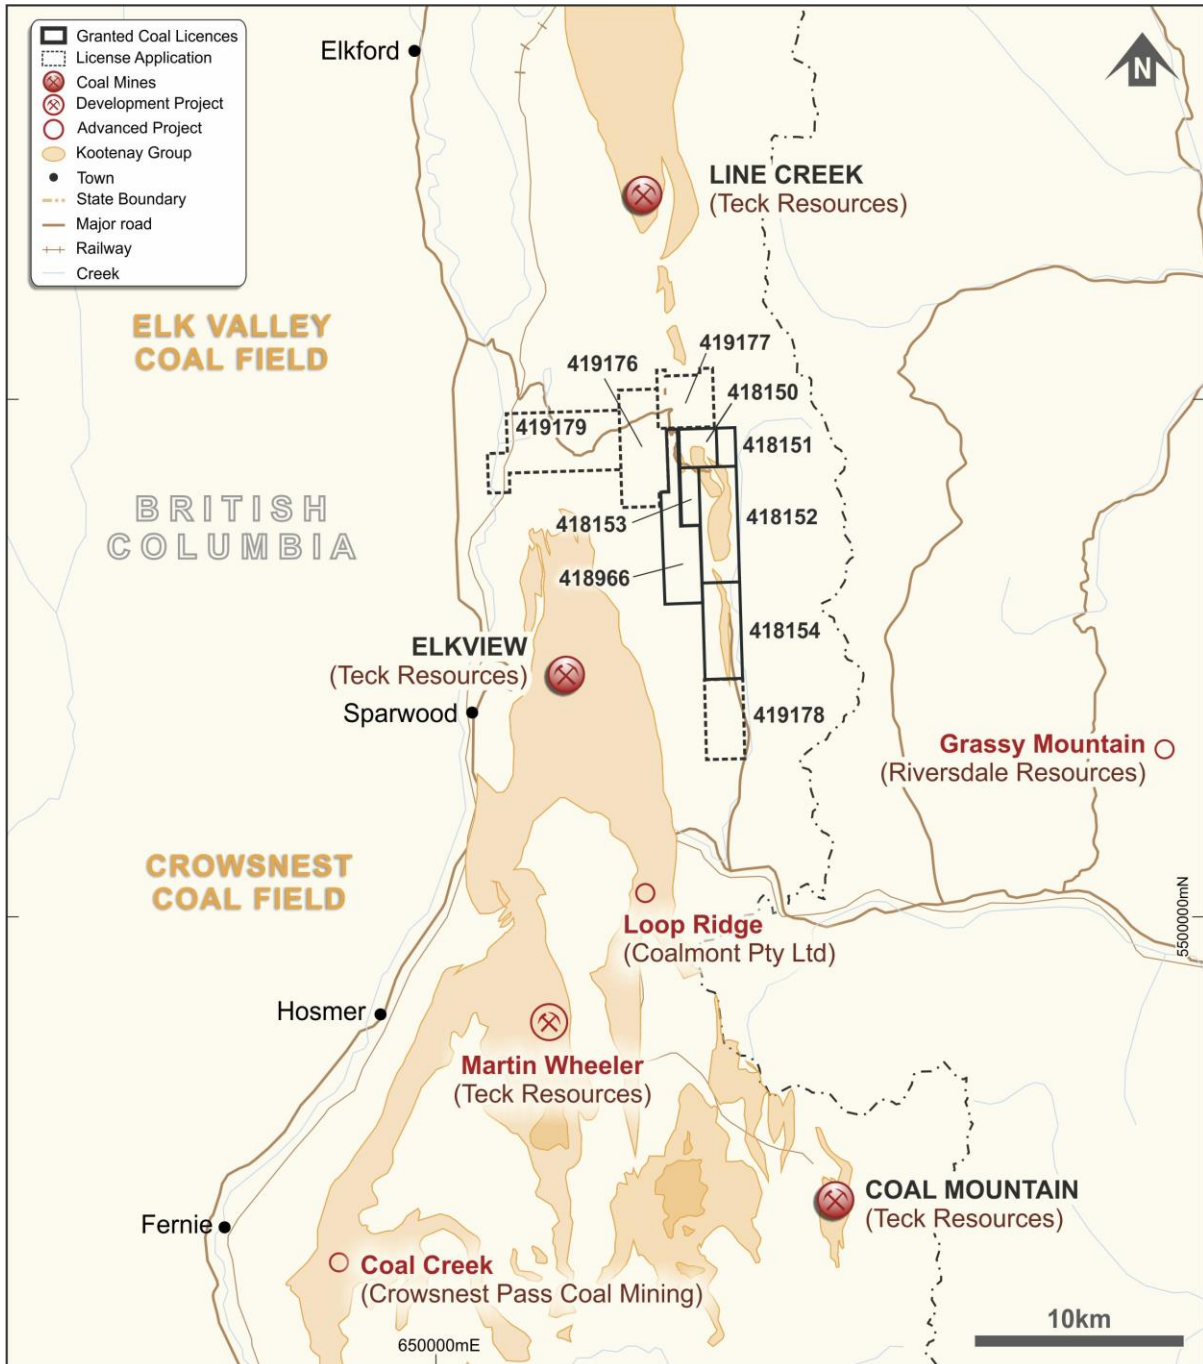 Granted Coal Licences
License Application
Coal Mines
Development Project
Advanced Project
Kootenay Group
Town
State Boundary
Major road
Railway
Creek
Elkford
N
LINE CREEK
(Teck Resources)
ELK VALLEY
COAL FIELD
419177
419176
418150
419179
418151
BRITISH
COLUMBIA
418153
418152
418966
418154
ELKVIEW
(Teck Resources)
Sparwood
419178
Grassy Mountain
(Riversdale Resources)
CROWSNEST
COAL FIELD
Loop Ridge
(Coalmont Pty Ltd)
5500000mN
Hosmer
Martin Wheeler
(Teck Resources)
COAL MOUNTAIN
(Teck Resources)
Fernie
Coal Creek
(Crowsnest Pass Coal Mining)
650000mE
10km